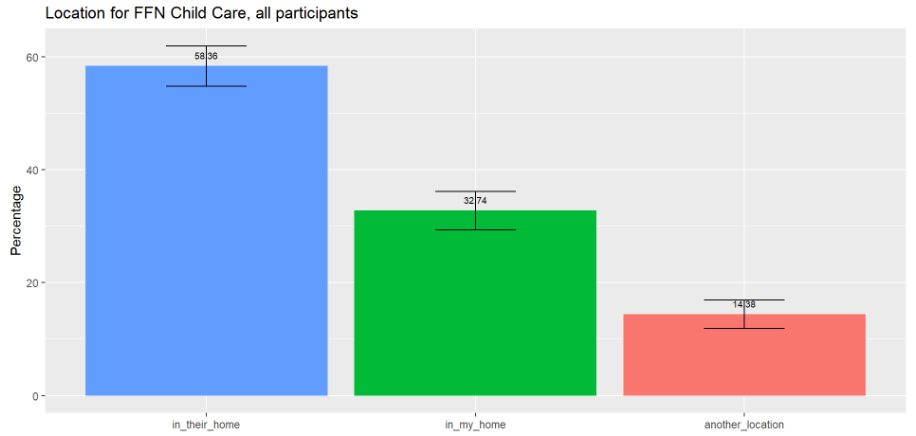 Location for FFN Child Care, all participants
Percentage
60
40
20
0
58.36
32.74
14.38
in_their_home
in_my_home
another_location